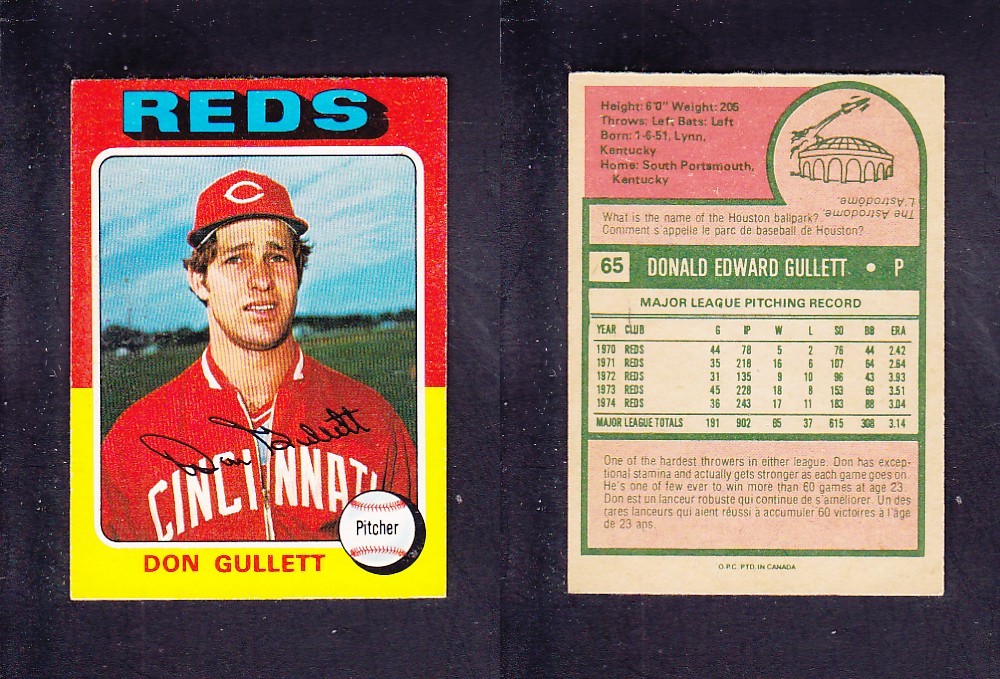 REDS
C
Don Gullett
CINCINNATI
Pitcher
DON GULLETT
Height: 6'0" Weight: 205
Throws: Left Bats: Left
Born: 1-6-51, Lynn,
Kentucky
Home: South Portsmouth,
Kentucky
The Astrodome.
L'Astrodome.
What is the name of the Houston ballpark?
Comment s'appelle le parc de baseball de Houston?
65 DONALD EDWARD GULLETT • P
MAJOR LEAGUE PITCHING RECORD
YEAR CLUB G IP W L SO BB ERA
1970 REDS 44 78 5 2 76 44 2.42
1971 REDS 35 218 16 6 107 64 2.64
1972 REDS 31 135 9 10 96 43 3.93
1973 REDS 45 228 18 8 153 69 3.51
1974 REDS 36 243 17 11 183 88 3.04
MAJOR LEAGUE TOTALS 191 902 65 37 615 308 3.14
One of the hardest throwers in either league. Don has excep-
tional stamina and actually gets stronger as each game goes on.
He's one of few ever to win more than 60 games at age 23.
Don est un lanceur robuste qui continue de s'améliorer. Un des
rares lanceurs qui aient réussi à accumuler 60 victoires à l'âge
de 23 ans.
O.P.C. PTD. IN CANADA